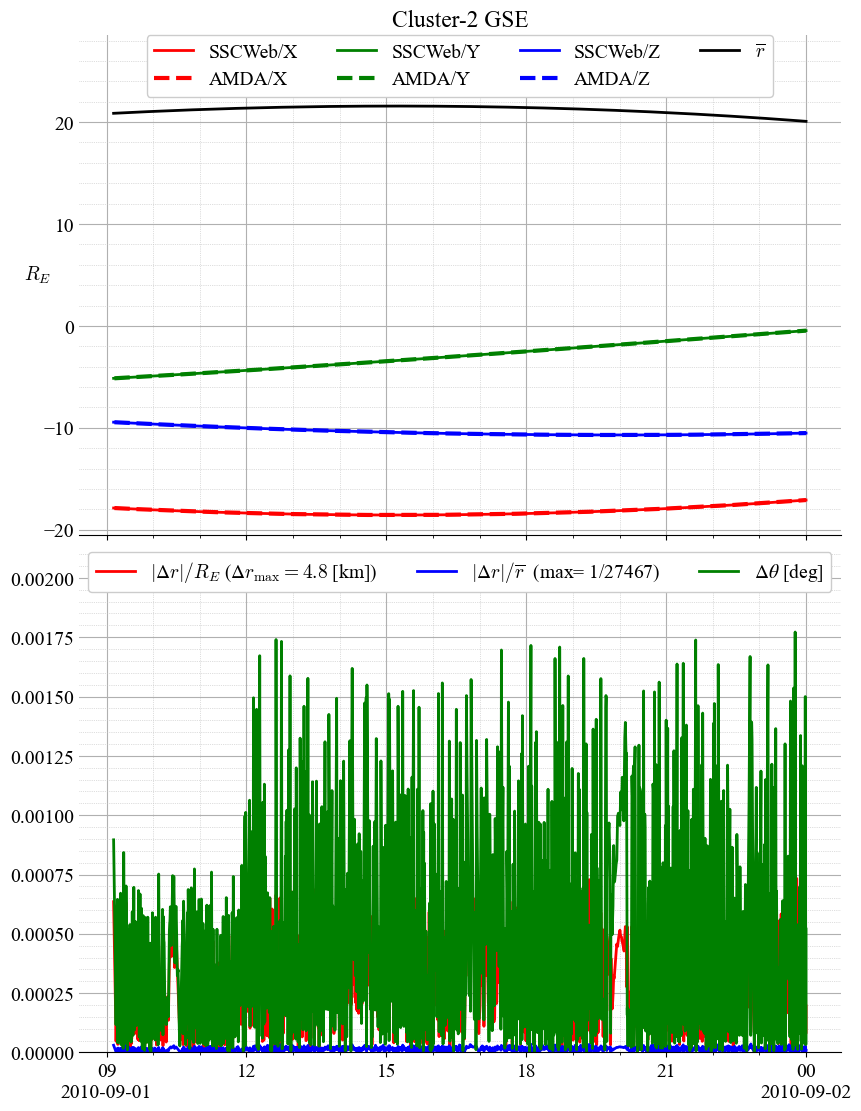 Cluster-2 GSE
SSCWeb/X SSCWeb/Y SSCWeb/Z r̅
AMDA/X AMDA/Y AMDA/Z
20
10
R_E
0
−10
−20
|Δr|/R_E (Δr_max = 4.8 [km]) |Δr|/r̅ (max= 1/27467) Δθ [deg]
0.00200
0.00175
0.00150
0.00125
0.00100
0.00075
0.00050
0.00025
0.00000
09 12 15 18 21 00
2010-09-01 2010-09-02